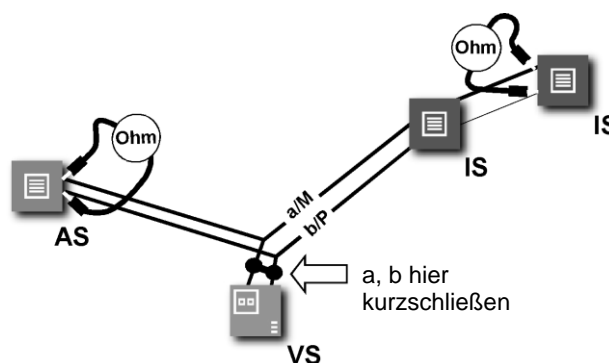 Ohm
Ohm
IS
IS
AS
a/M
b/P
a, b hier
kurzschließen
VS